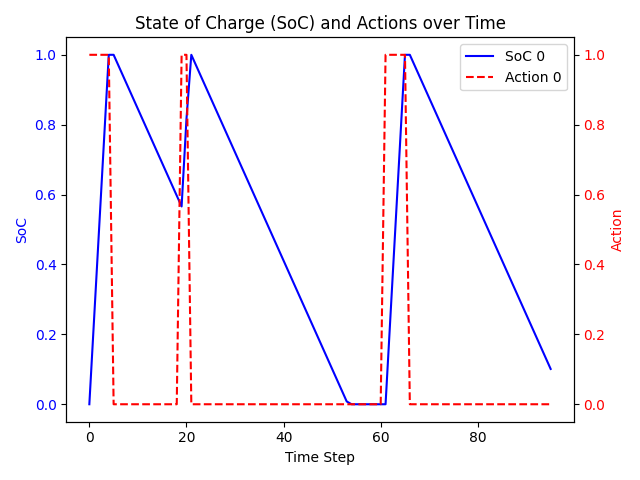 State of Charge (SoC) and Actions over Time
SoC 0
Action 0
1.0
0.8
0.6
0.4
0.2
0.0
SoC
1.0
0.8
0.6
0.4
0.2
0.0
Action
0 20 40 60 80
Time Step